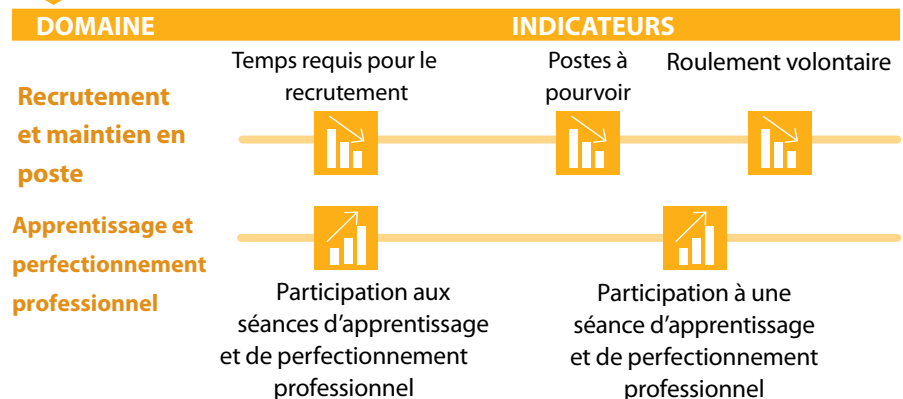 DOMAINE INDICATEURS
Temps requis pour le
recrutement
Postes à
pourvoir
Roulement volontaire
Recrutement
et maintien en
poste
Apprentissage et
perfectionnement
professionnel
Participation aux
séances d’apprentissage
et de perfectionnement
professionnel
Participation à une
séance d’apprentissage
et de perfectionnement
professionnel